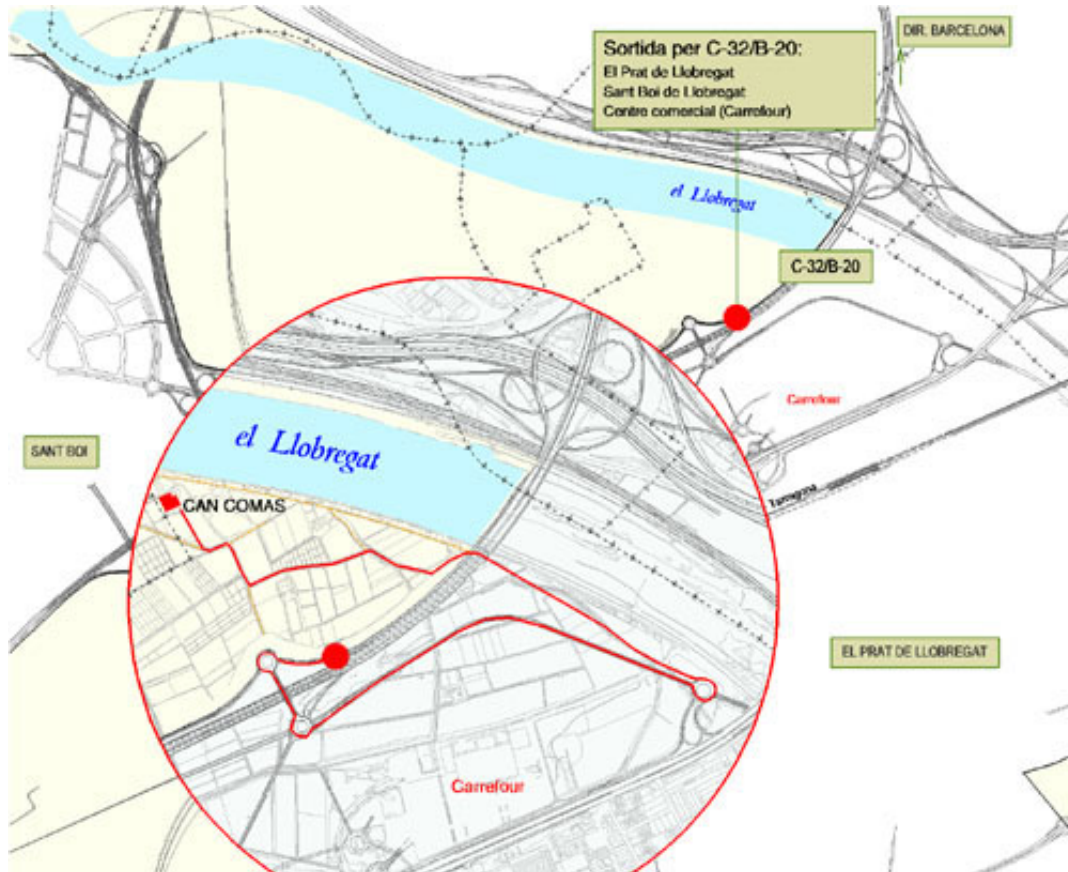 DIR. BARCELONA
Sortida per C-32/B-20:
El Prat de Llobregat
Sant Boi de Llobregat
Centre comercial (Carrefour)
el Llobregat
C-32/B-20
Carrefour
el Llobregat
SANT BOI
CAN COMAS
Tarragona
EL PRAT DE LLOBREGAT
Carrefour